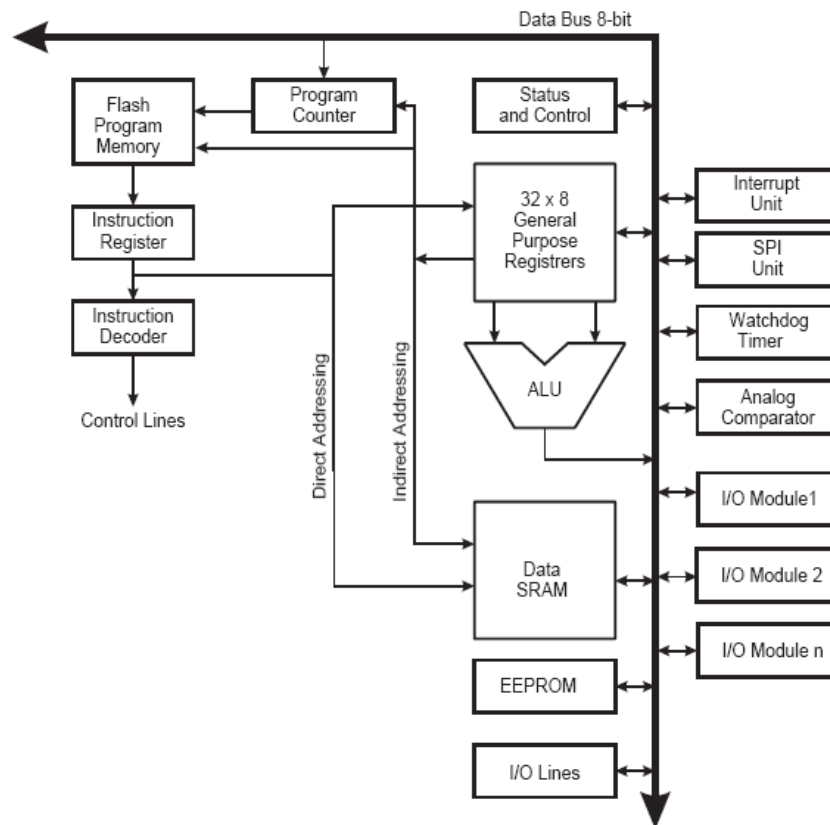 Data Bus 8-bit
Flash
Program
Memory
Program
Counter
Status
and Control
32 x 8
General
Purpose
Registrers
Interrupt
Unit
Instruction
Register
SPI
Unit
Instruction
Decoder
Watchdog
Timer
ALU
Analog
Comparator
Control Lines
Direct Addressing
Indirect Addressing
I/O Module1
Data
SRAM
I/O Module 2
I/O Module n
EEPROM
I/O Lines